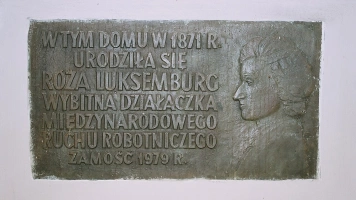 W TYM DOMU W 1871 R.
URODZIŁA SIĘ
RÓŻA LUKSEMBURG
WYBITNA DZIAŁACZKA
MIĘDZYNARODOWEGO
RUCHU ROBOTNICZEGO
ZAMOŚĆ 1979 R.